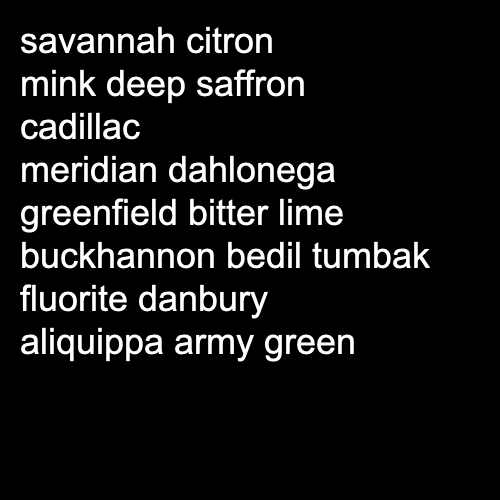 savannah citron
mink deep saffron
cadillac
meridian dahlonega
greenfield bitter lime
buckhannon bedil tumbak
fluorite danbury
aliquippa army green